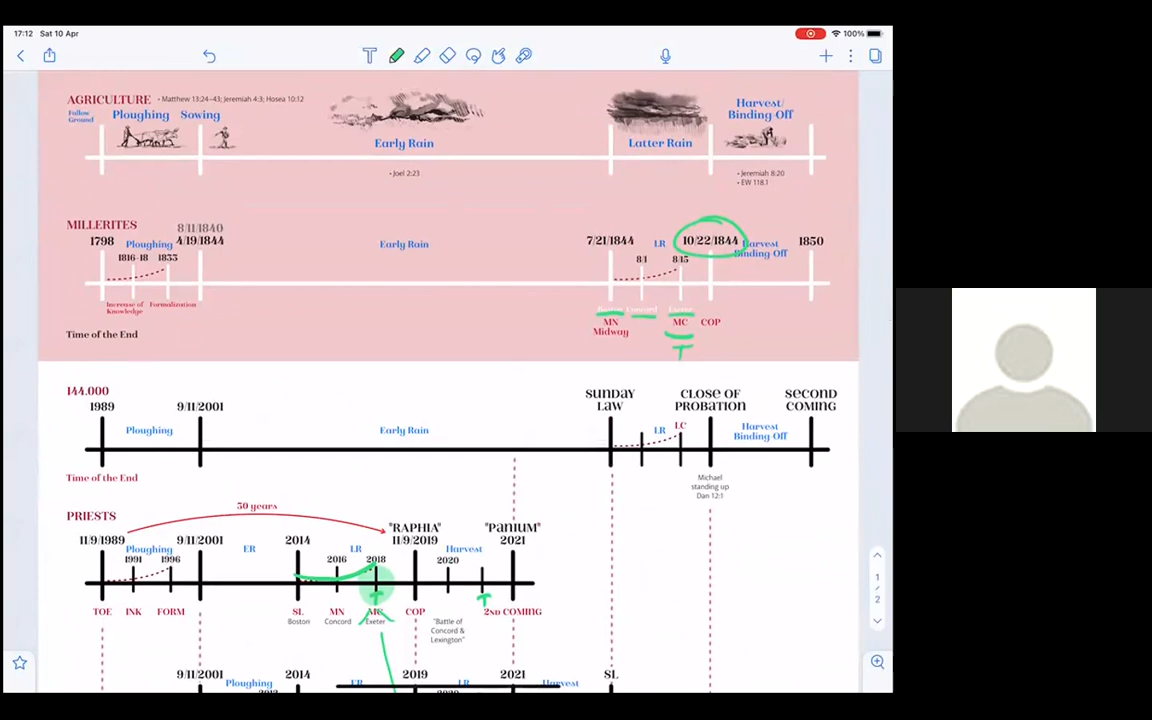 17:12 Sat 10 Apr
100%
AGRICULTURE • Matthew 13:24-43; Jeremiah 4:3; Hosea 10:12
Follow Ground
Ploughing Sowing
Early Rain
• Joel 2:23
Latter Rain
Harvest/
Binding-Off
• Jeremiah 8:20
• EW 118.1
MILLERITES
8/11/1840
1798 Ploughing 4/19/1844
1816-18 1833
Increase of Knowledge Formalization
Early Rain
7/21/1844 LR 10/22/1844 Harvest Binding-Off 1850
8/1 8/15
Boston Concord Exeter
MN Midway MC COP
T
Time of the End
144.000
1989 9/11/2001 SUNDAY LAW CLOSE OF PROBATION SECOND COMING
Ploughing Early Rain LR LC Harvest Binding-Off
Time of the End
Michael
standing up
Dan 12:1
PRIESTS
30 years
"RAPHIA" "PANIUM"
11/9/1989 9/11/2001 2014 11/9/2019 2021
Ploughing ER LR Harvest
1991 1996 2016 2018 2020
TOE INK FORM SL MN MC COP 2ND COMING
Boston Concord Exeter
"Battle of
Concord &
Lexington"
9/11/2001 2014 2019 2021 SL
Ploughing ER LR Harvest
1
/
2